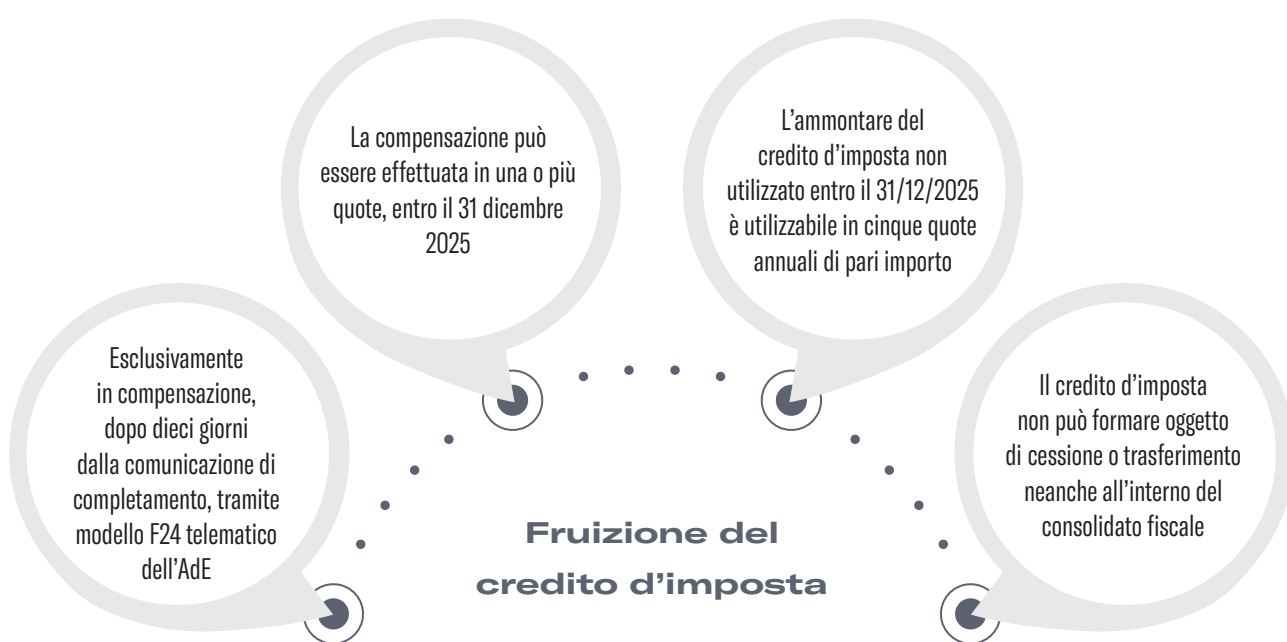 La compensazione può
essere effettuata in una o più
quote, entro il 31 dicembre
2025
L’ammontare del
credito d’imposta non
utilizzato entro il 31/12/2025
è utilizzabile in cinque quote
annuali di pari importo
Esclusivamente
in compensazione,
dopo dieci giorni
dalla comunicazione di
completamento, tramite
modello F24 telematico
dell’AdE
Il credito d’imposta
non può formare oggetto
di cessione o trasferimento
neanche all’interno del
consolidato fiscale
Fruizione del
credito d’imposta